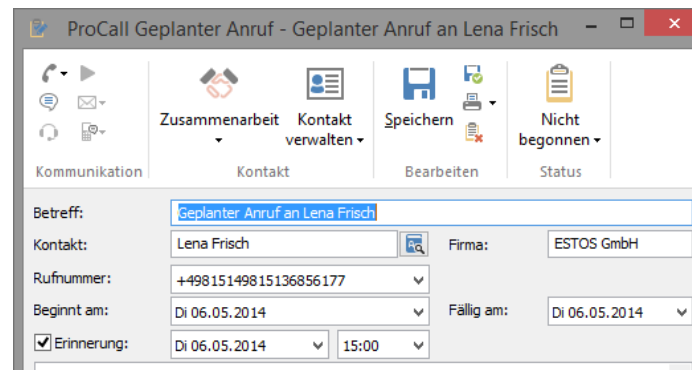 ProCall Geplanter Anruf - Geplanter Anruf an Lena Frisch
Zusammenarbeit Kontakt verwalten Speichern Nicht begonnen
Kommunikation Kontakt Bearbeiten Status
Betreff: Geplanter Anruf an Lena Frisch
Kontakt: Lena Frisch Firma: ESTOS GmbH
Rufnummer: +49815149815136856177
Beginnt am: Di 06.05.2014 Fällig am: Di 06.05.2014
Erinnerung: Di 06.05.2014 15:00